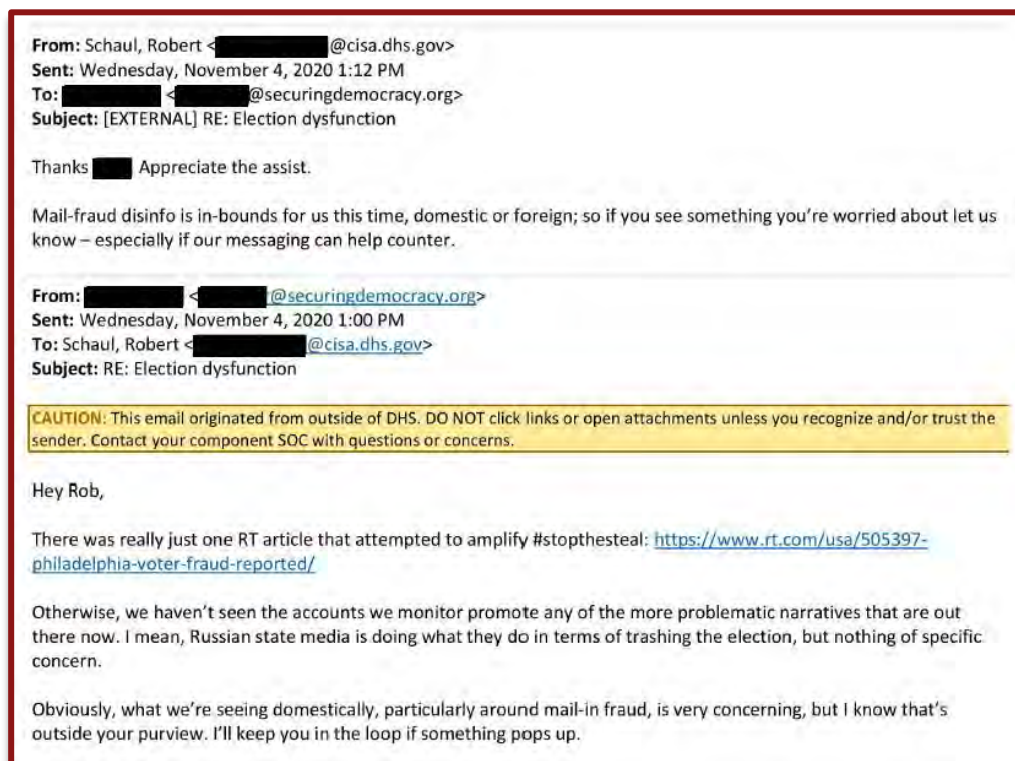 From: Schaul, Robert < @cisa.dhs.gov>
Sent: Wednesday, November 4, 2020 1:12 PM
To: < @securingdemocracy.org>
Subject: [EXTERNAL] RE: Election dysfunction
Thanks Appreciate the assist.
Mail-fraud disinfo is in-bounds for us this time, domestic or foreign; so if you see something you're worried about let us
know – especially if our messaging can help counter.
From: < @securingdemocracy.org>
Sent: Wednesday, November 4, 2020 1:00 PM
To: Schaul, Robert < @cisa.dhs.gov>
Subject: RE: Election dysfunction
CAUTION: This email originated from outside of DHS. DO NOT click links or open attachments unless you recognize and/or trust the
sender. Contact your component SOC with questions or concerns.
Hey Rob,
There was really just one RT article that attempted to amplify #stopthesteal: https://www.rt.com/usa/505397-
philadelphia-voter-fraud-reported/
Otherwise, we haven't seen the accounts we monitor promote any of the more problematic narratives that are out
there now. I mean, Russian state media is doing what they do in terms of trashing the election, but nothing of specific
concern.
Obviously, what we're seeing domestically, particularly around mail-in fraud, is very concerning, but I know that's
outside your purview. I'll keep you in the loop if something pops up.